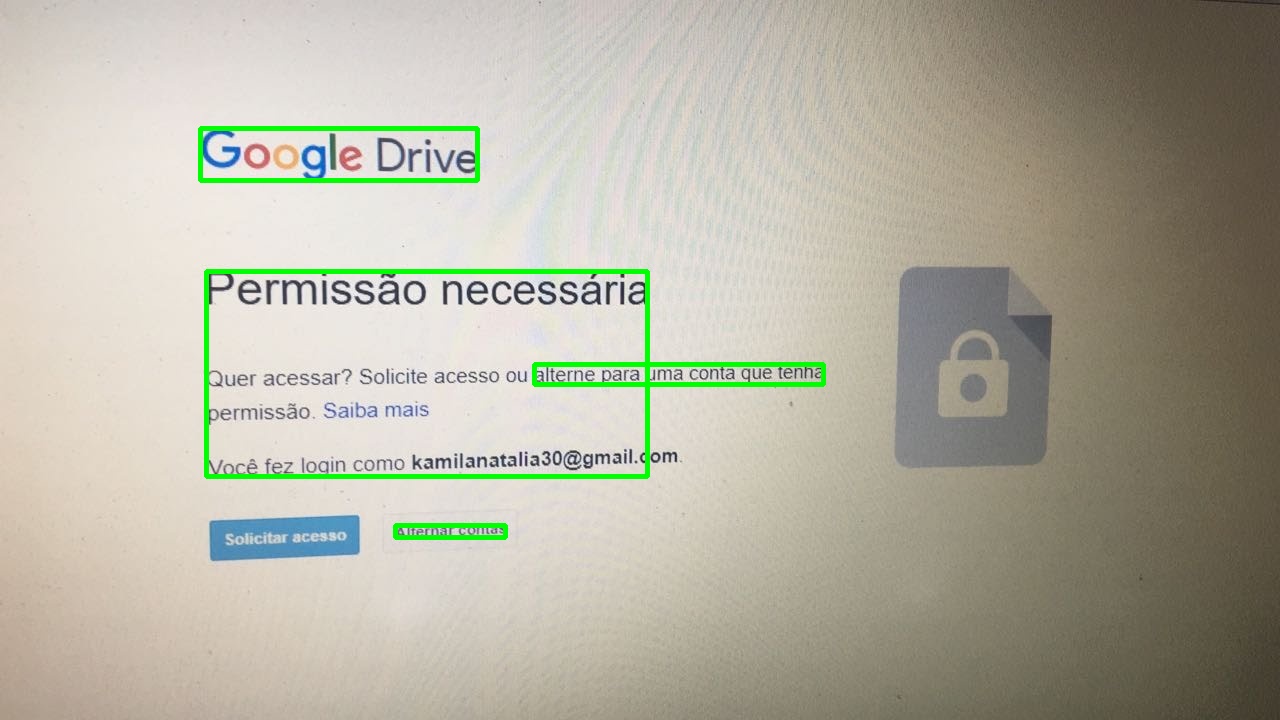 Google Drive
Permissão necessária
Quer acessar? Solicite acesso ou alterne para uma conta que tenha
permissão. Saiba mais
Você fez login como kamilanatalia30@gmail.com.
Solicitar acesso
Alternar contas